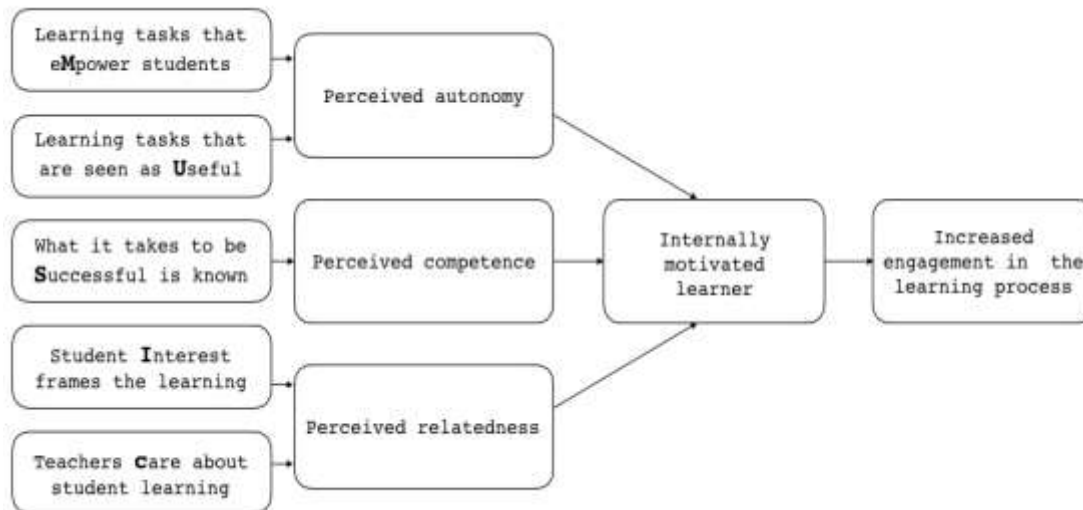 Learning tasks that
eMpower students
Learning tasks that
are seen as Useful
What it takes to be
Successful is known
Student Interest
frames the learning
Teachers Care about
student learning
Perceived autonomy
Perceived competence
Perceived relatedness
Internally
motivated
learner
Increased
engagement in the
learning process